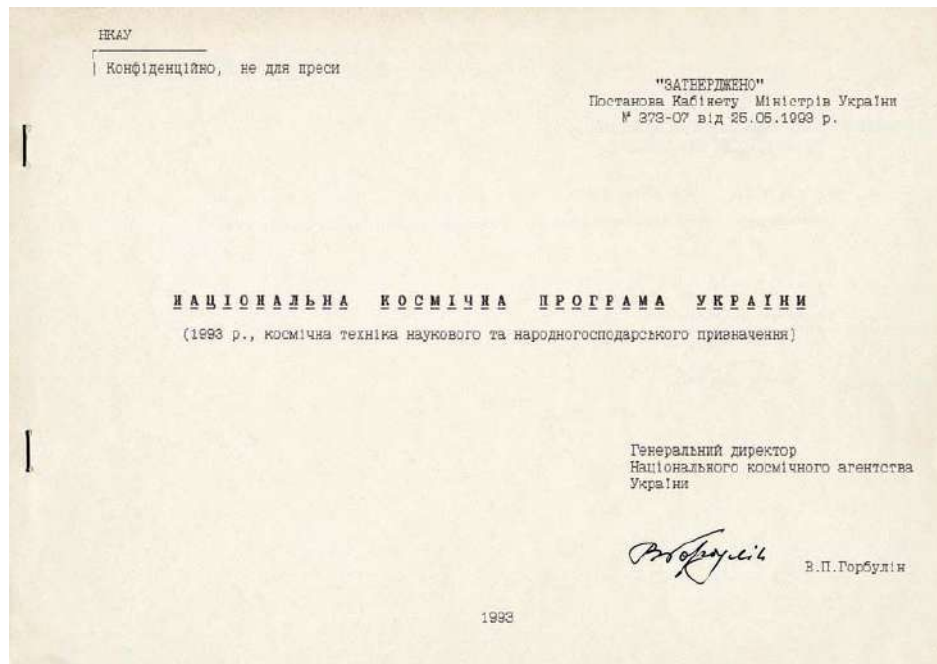 НКАУ
Конфіденційно, не для преси
"ЗАТВЕРДЖЕНО"
Постанова Кабінету Міністрів України
№ 373-07 від 25.05.1993 р.
НАЦІОНАЛЬНА КОСМІЧНА ПРОГРАМА УКРАЇНИ
(1993 р., космічна техніка наукового та народногосподарського призначення)
Генеральний директор
Національного космічного агентства
України
ВГорбулін
В.П.Горбулін
1993